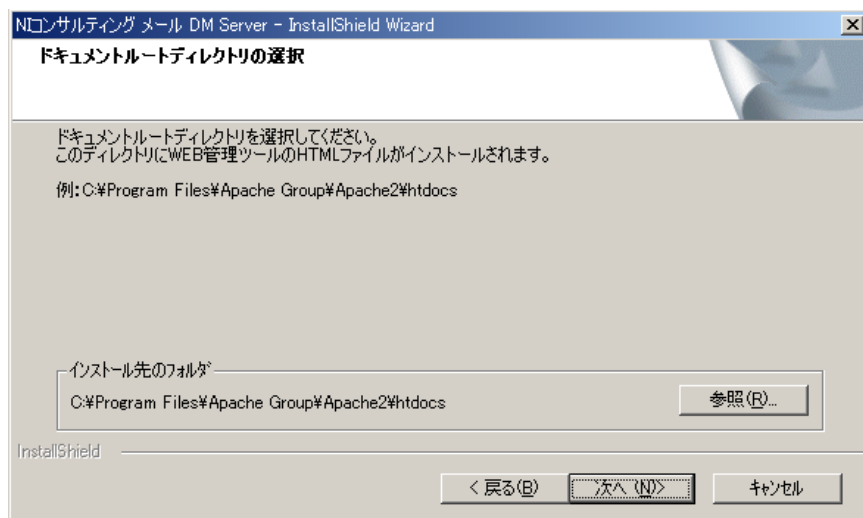 NIコンサルティング メール DM Server - InstallShield Wizard
ドキュメントルートディレクトリの選択
ドキュメントルートディレクトリを選択してください。
このディレクトリにWEB管理ツールのHTMLファイルがインストールされます。
例:C:¥Program Files¥Apache Group¥Apache2¥htdocs
インストール先のフォルダ
C:¥Program Files¥Apache Group¥Apache2¥htdocs
参照(R)...
InstallShield
< 戻る(B)
次へ (N)>
キャンセル